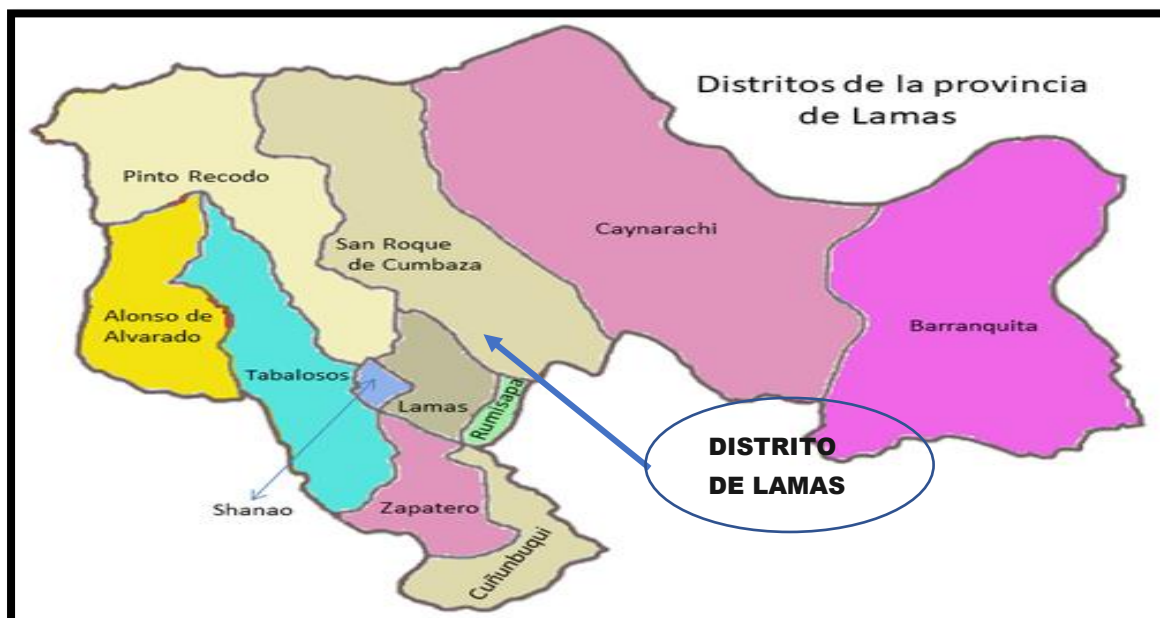 Distritos de la provincia
de Lamas
Pinto Recodo
San Roque
de Cumbaza
Caynarachi
Alonso de
Alvarado
Barranquita
Tabalosos
Lamas
Rumisapa
Shanao
Zapatero
Cuñunbuqui
DISTRITO
DE LAMAS